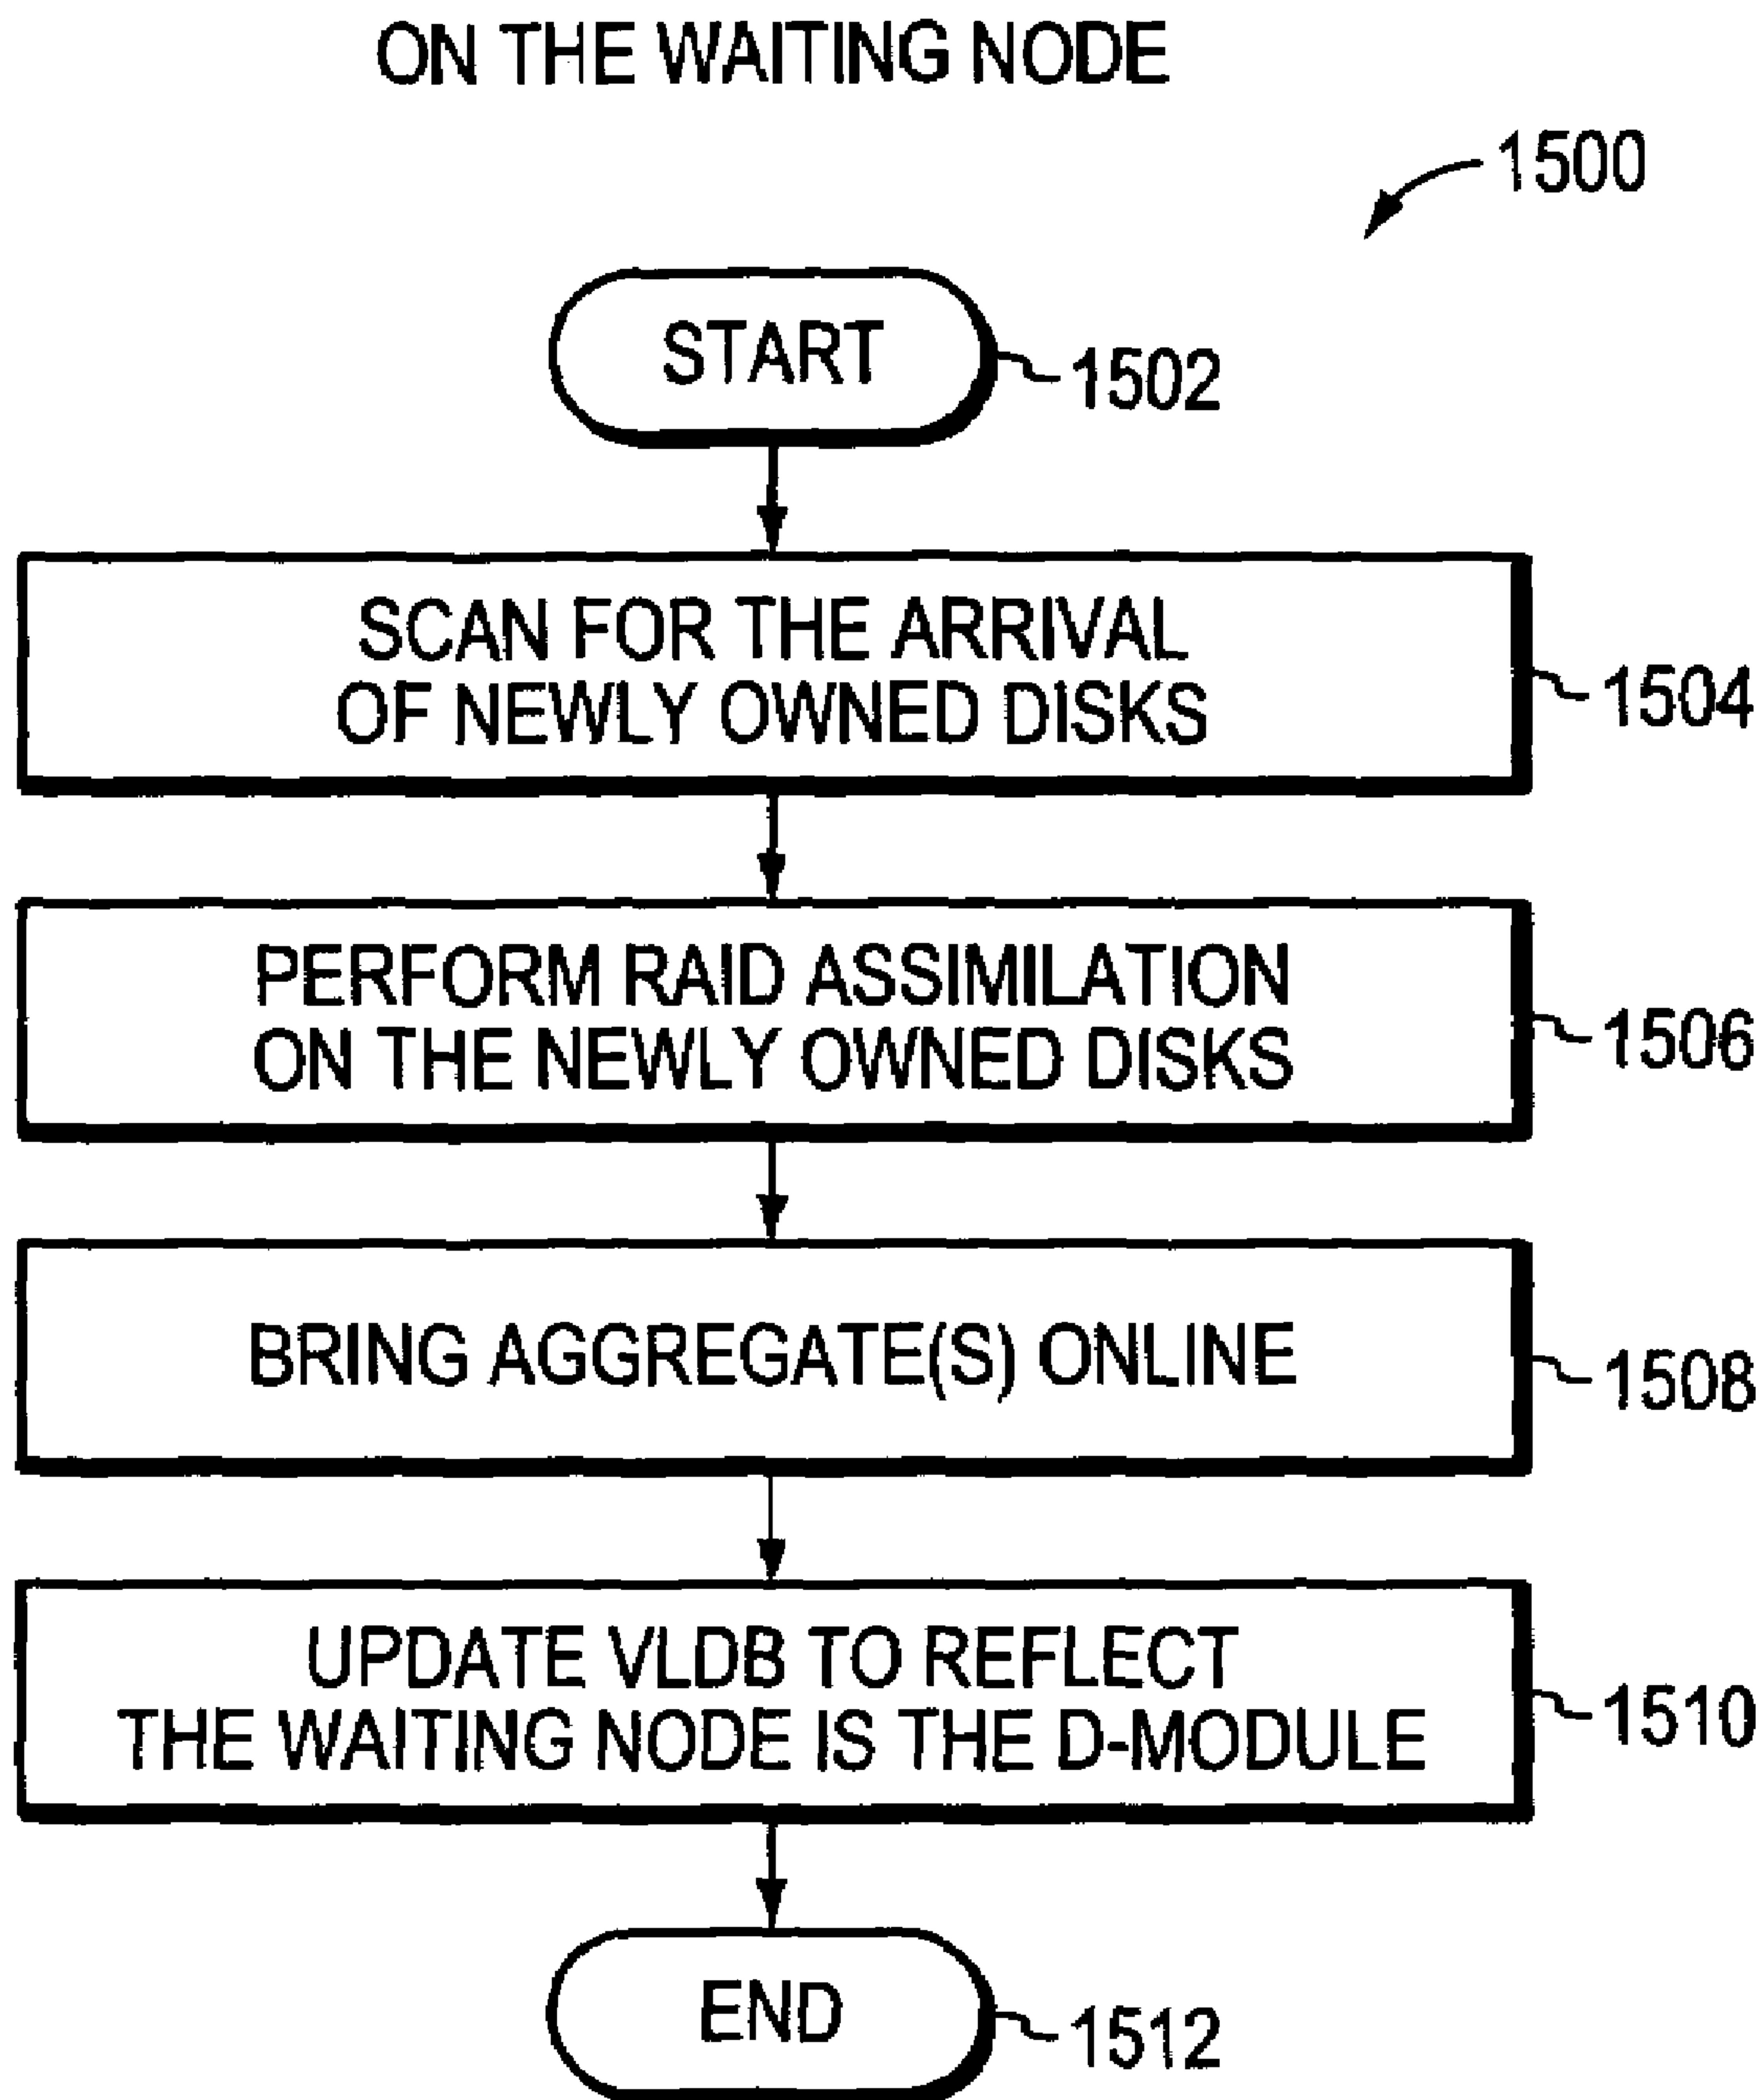 ON THE WAITING NODE
1500
START
1502
SCAN FOR THE ARRIVAL
OF NEWLY OWNED DISKS
1504
PERFORM RAID ASSIMILATION
ON THE NEWLY OWNED DISKS
1506
BRING AGGREGATE(S) ONLINE
1508
UPDATE VLDB TO REFLECT
THE WAITING NODE IS THE D-MODULE
1510
END
1512